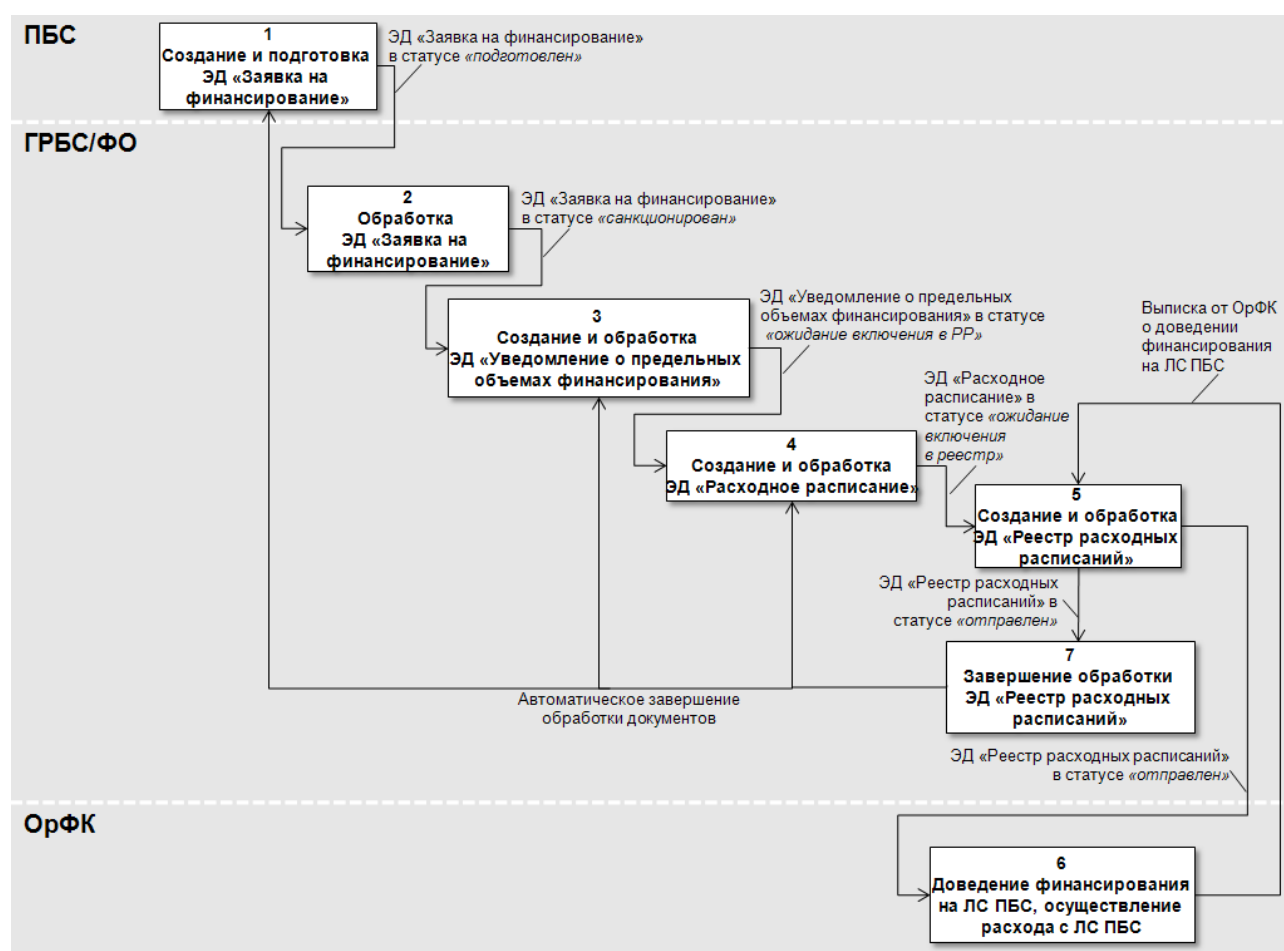 ПБС
1
Создание и подготовка
ЭД «Заявка на
финансирование»
ЭД «Заявка на финансирование»
в статусе «подготовлен»
ГРБС/ФО
2
Обработка
ЭД «Заявка на
финансирование»
ЭД «Заявка на финансирование»
в статусе «санкционирован»
3
Создание и обработка
ЭД «Уведомление о предельных
объемах финансирования»
ЭД «Уведомление о предельных
объемах финансирования» в статусе
«ожидание включения в РР»
Выписка от ОрФК
о доведении
финансирования
на ЛС ПБС
4
Создание и обработка
ЭД «Расходное расписание»
ЭД «Расходное
расписание» в
статусе «ожидание
включения
в реестр»
5
Создание и обработка
ЭД «Реестр расходных
расписаний»
ЭД «Реестр расходных
расписаний» в
статусе «отправлен»
7
Завершение обработки
ЭД «Реестр расходных
расписаний»
Автоматическое завершение
обработки документов
ЭД «Реестр расходных расписаний»
в статусе «отправлен»
ОрФК
6
Доведение финансирования
на ЛС ПБС, осуществление
расхода с ЛС ПБС